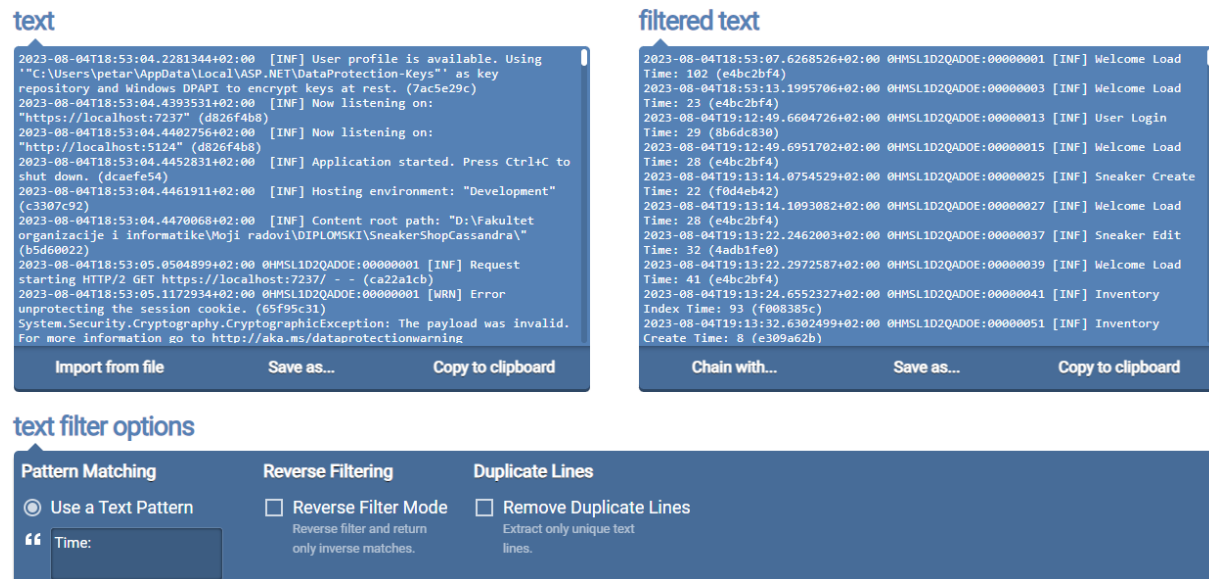 text
2023-08-04T18:53:04.2281344+02:00  [INF] User profile is available. Using
'"C:\Users\petar\AppData\Local\ASP.NET\DataProtection-Keys"' as key
repository and Windows DPAPI to encrypt keys at rest. (7ac5e29c)
2023-08-04T18:53:04.4393531+02:00  [INF] Now listening on:
"https://localhost:7237" (d826f4b8)
2023-08-04T18:53:04.4402756+02:00  [INF] Now listening on:
"http://localhost:5124" (d826f4b8)
2023-08-04T18:53:04.4452831+02:00  [INF] Application started. Press Ctrl+C to
shut down. (dcaefe54)
2023-08-04T18:53:04.4461911+02:00  [INF] Hosting environment: "Development"
(c3307c92)
2023-08-04T18:53:04.4470068+02:00  [INF] Content root path: "D:\Fakultet
organizacije i informatike\Moji radovi\DIPLOMSKI\SneakerShopCassandra\"
(b5d60022)
2023-08-04T18:53:05.0504899+02:00 0HMSL1D2QADOE:00000001 [INF] Request
starting HTTP/2 GET https://localhost:7237/ - - (ca22a1cb)
2023-08-04T18:53:05.1172934+02:00 0HMSL1D2QADOE:00000001 [WRN] Error
unprotecting the session cookie. (65f95c31)
System.Security.Cryptography.CryptographicException: The payload was invalid.
For more information go to http://aka.ms/dataprotectionwarning
Import from file
Save as...
Copy to clipboard
filtered text
2023-08-04T18:53:07.6268526+02:00 0HMSL1D2QADOE:00000001 [INF] Welcome Load
Time: 102 (e4bc2bf4)
2023-08-04T18:53:13.1995706+02:00 0HMSL1D2QADOE:00000003 [INF] Welcome Load
Time: 23 (e4bc2bf4)
2023-08-04T19:12:49.6604726+02:00 0HMSL1D2QADOE:00000013 [INF] User Login
Time: 29 (8b6dc830)
2023-08-04T19:12:49.6951702+02:00 0HMSL1D2QADOE:00000015 [INF] Welcome Load
Time: 28 (e4bc2bf4)
2023-08-04T19:13:14.0754529+02:00 0HMSL1D2QADOE:00000025 [INF] Sneaker Create
Time: 22 (f0d4eb42)
2023-08-04T19:13:14.1093082+02:00 0HMSL1D2QADOE:00000027 [INF] Welcome Load
Time: 28 (e4bc2bf4)
2023-08-04T19:13:22.2462003+02:00 0HMSL1D2QADOE:00000037 [INF] Sneaker Edit
Time: 32 (4adb1fe0)
2023-08-04T19:13:22.2972587+02:00 0HMSL1D2QADOE:00000039 [INF] Welcome Load
Time: 41 (e4bc2bf4)
2023-08-04T19:13:24.6552327+02:00 0HMSL1D2QADOE:00000041 [INF] Inventory
Index Time: 93 (f008385c)
2023-08-04T19:13:32.6302499+02:00 0HMSL1D2QADOE:00000051 [INF] Inventory
Create Time: 8 (e309a62b)
Chain with...
Save as...
Copy to clipboard
text filter options
Pattern Matching
Use a Text Pattern
Time:
Reverse Filtering
Reverse Filter Mode
Reverse filter and return
only inverse matches.
Duplicate Lines
Remove Duplicate Lines
Extract only unique text
lines.